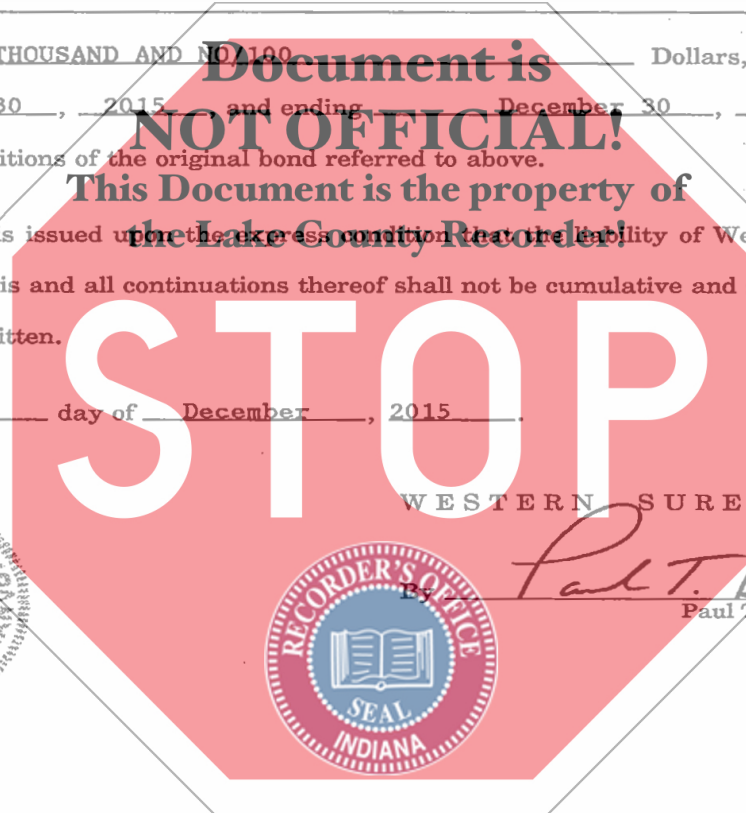 THOUSAND AND NO/100 Dollars,
Document is
30, 2015, and ending December 30,
NOT OFFICIAL!
itions of the original bond referred to above.
This Document is the property of
s issued upon the express condition that the liability of We
the Lake County Recorder!
is and all continuations thereof shall not be cumulative and
itten.
STOP
day of December, 2015.
WESTERN SURE
By Paul T.
Paul T
RECORDER'S OFFICE
SEAL
INDIANA